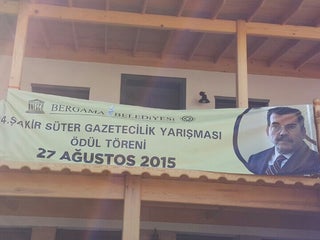 BERGAMA BELEDİYESİ
4.ŞAKİR SÜTER GAZETECİLİK YARIŞMASI
ÖDÜL TÖRENİ
27 AĞUSTOS 2015